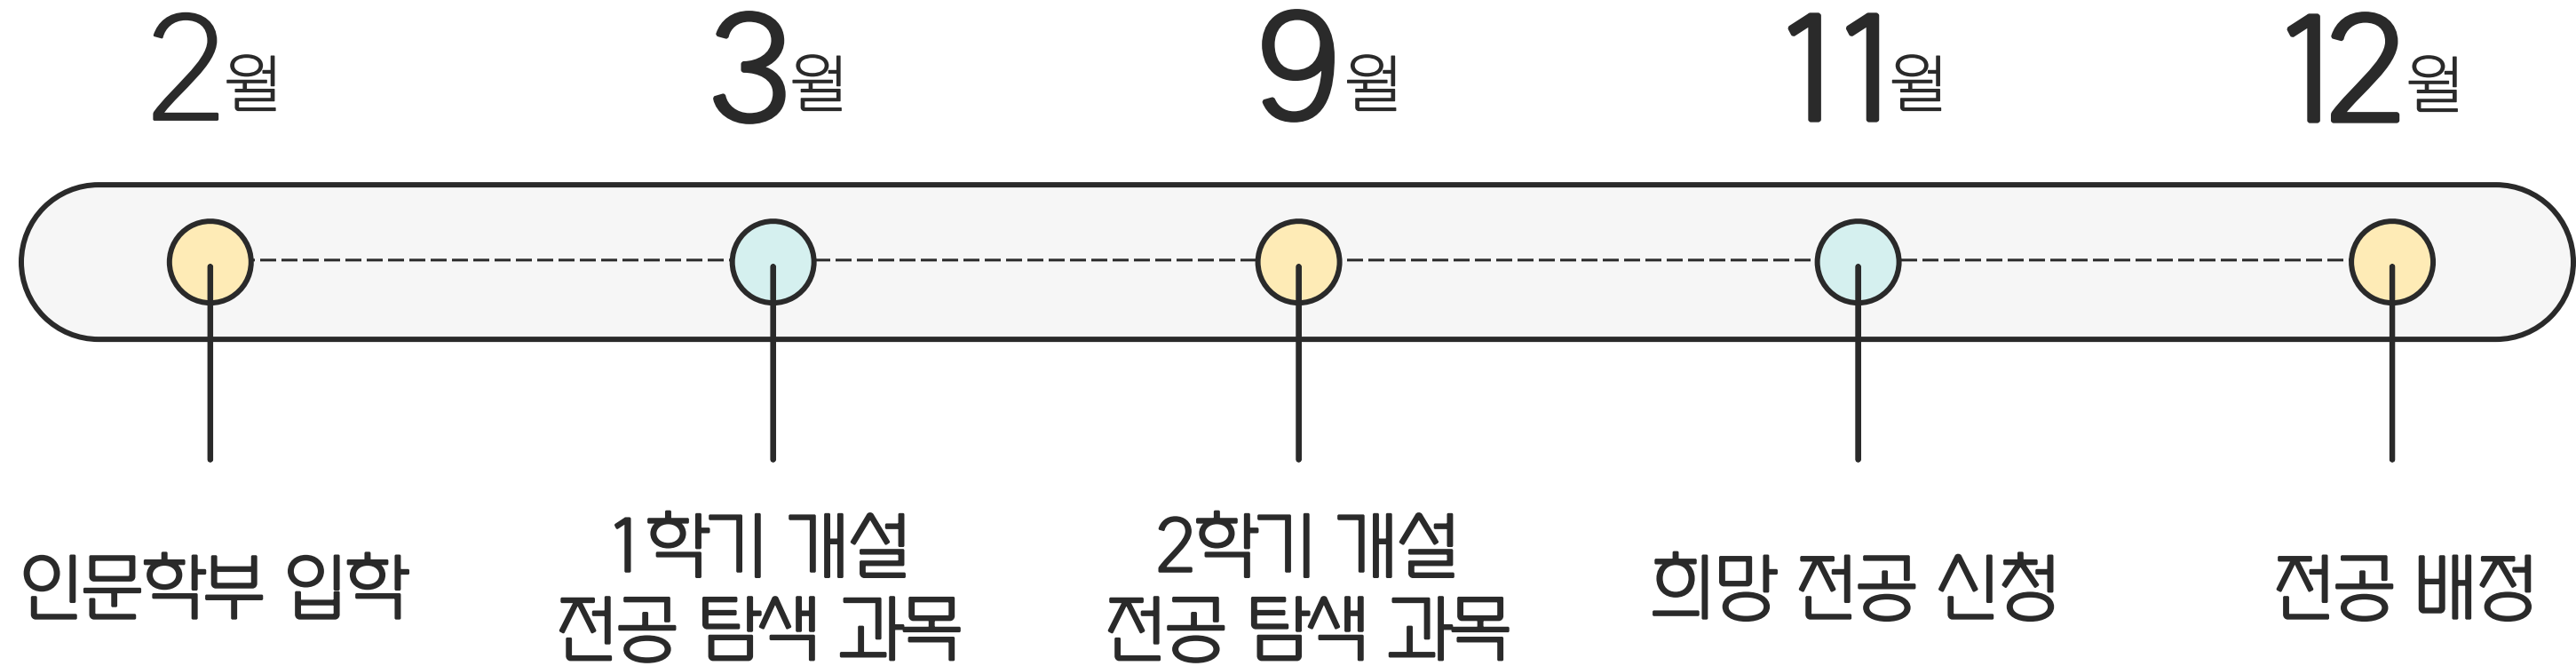 2월
3월
9월
11월
12월
인문학부 입학
1학기 개설
전공 탐색 과목
2학기 개설
전공 탐색 과목
희망 전공 신청
전공 배정